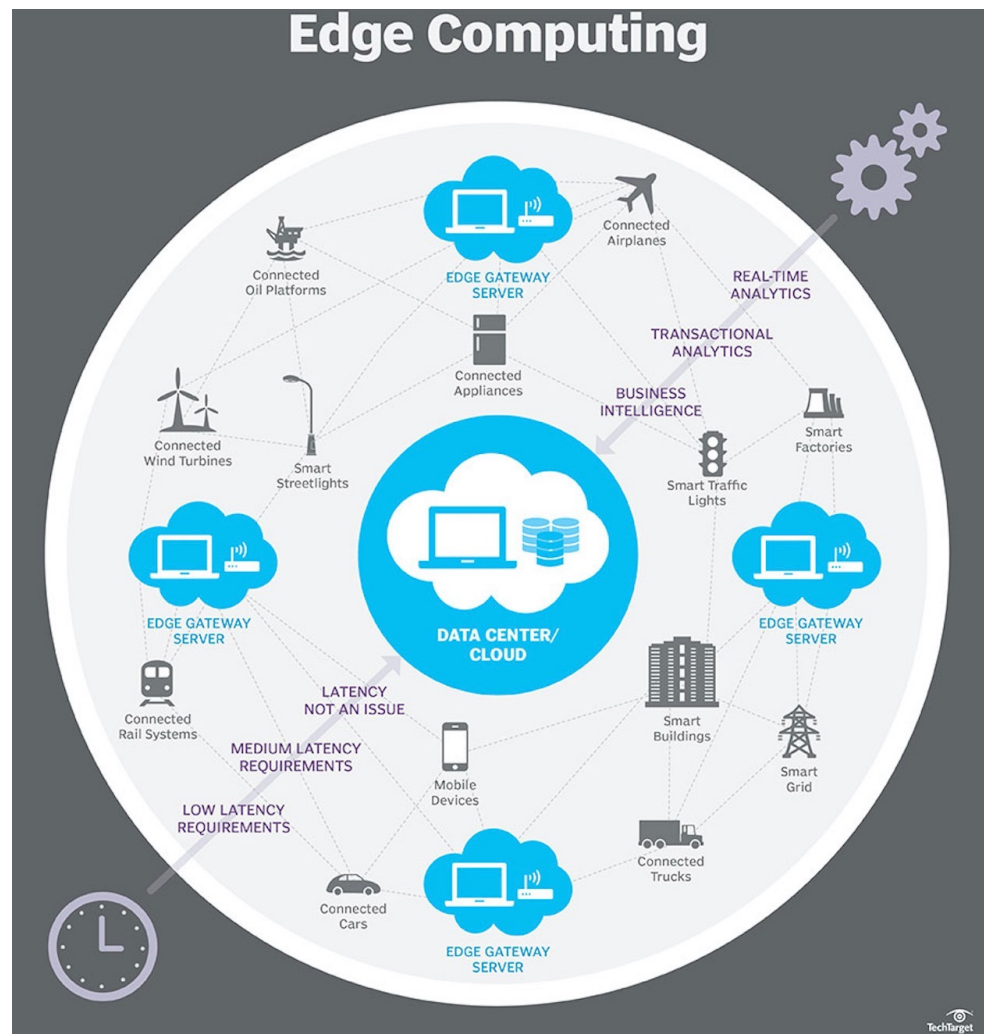 Edge Computing
Connected
Airplanes
Connected
Oil Platforms
EDGE GATEWAY
SERVER
REAL-TIME
ANALYTICS
TRANSACTIONAL
ANALYTICS
Connected
Appliances
BUSINESS
INTELLIGENCE
Connected
Wind Turbines
Smart
Streetlights
Smart Traffic
Lights
Smart
Factories
EDGE GATEWAY
SERVER
DATA CENTER/
CLOUD
EDGE GATEWAY
SERVER
Connected
Rail Systems
LATENCY
NOT AN ISSUE
Smart
Buildings
MEDIUM LATENCY
REQUIREMENTS
Mobile
Devices
Smart
Grid
LOW LATENCY
REQUIREMENTS
Connected
Trucks
Connected
Cars
EDGE GATEWAY
SERVER
TechTarget